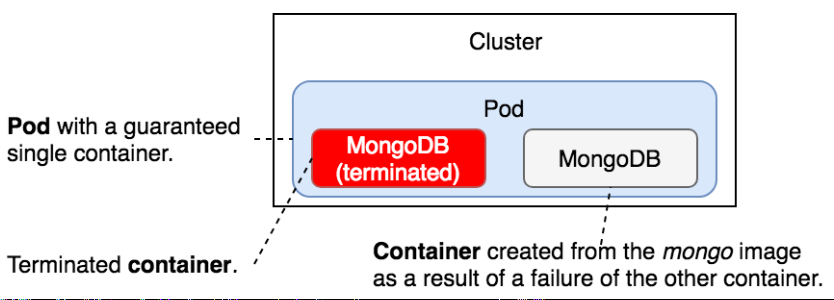 Cluster
Pod
Pod with a guaranteed
single container.
MongoDB
(terminated)
MongoDB
Terminated container.
Container created from the mongo image
as a result of a failure of the other container.